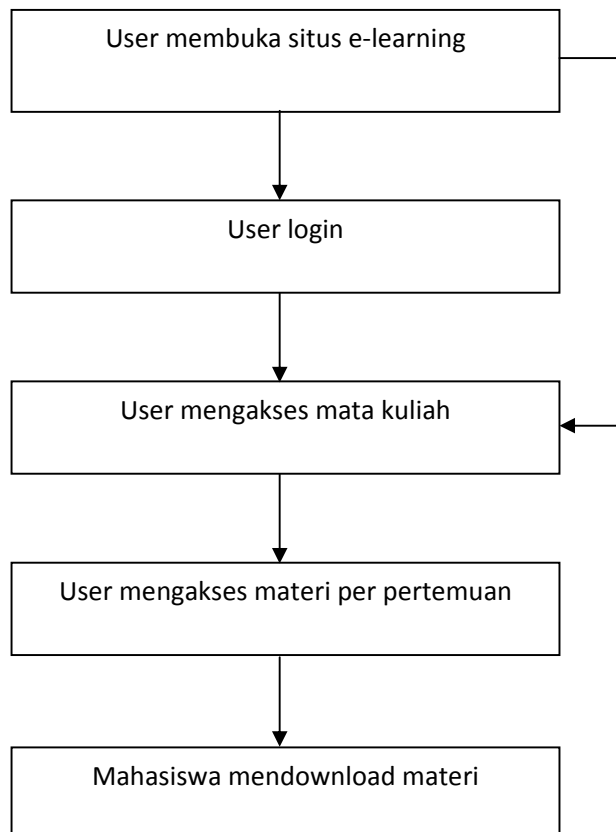 User membuka situs e-learning
User login
User mengakses mata kuliah
User mengakses materi per pertemuan
Mahasiswa mendownload materi